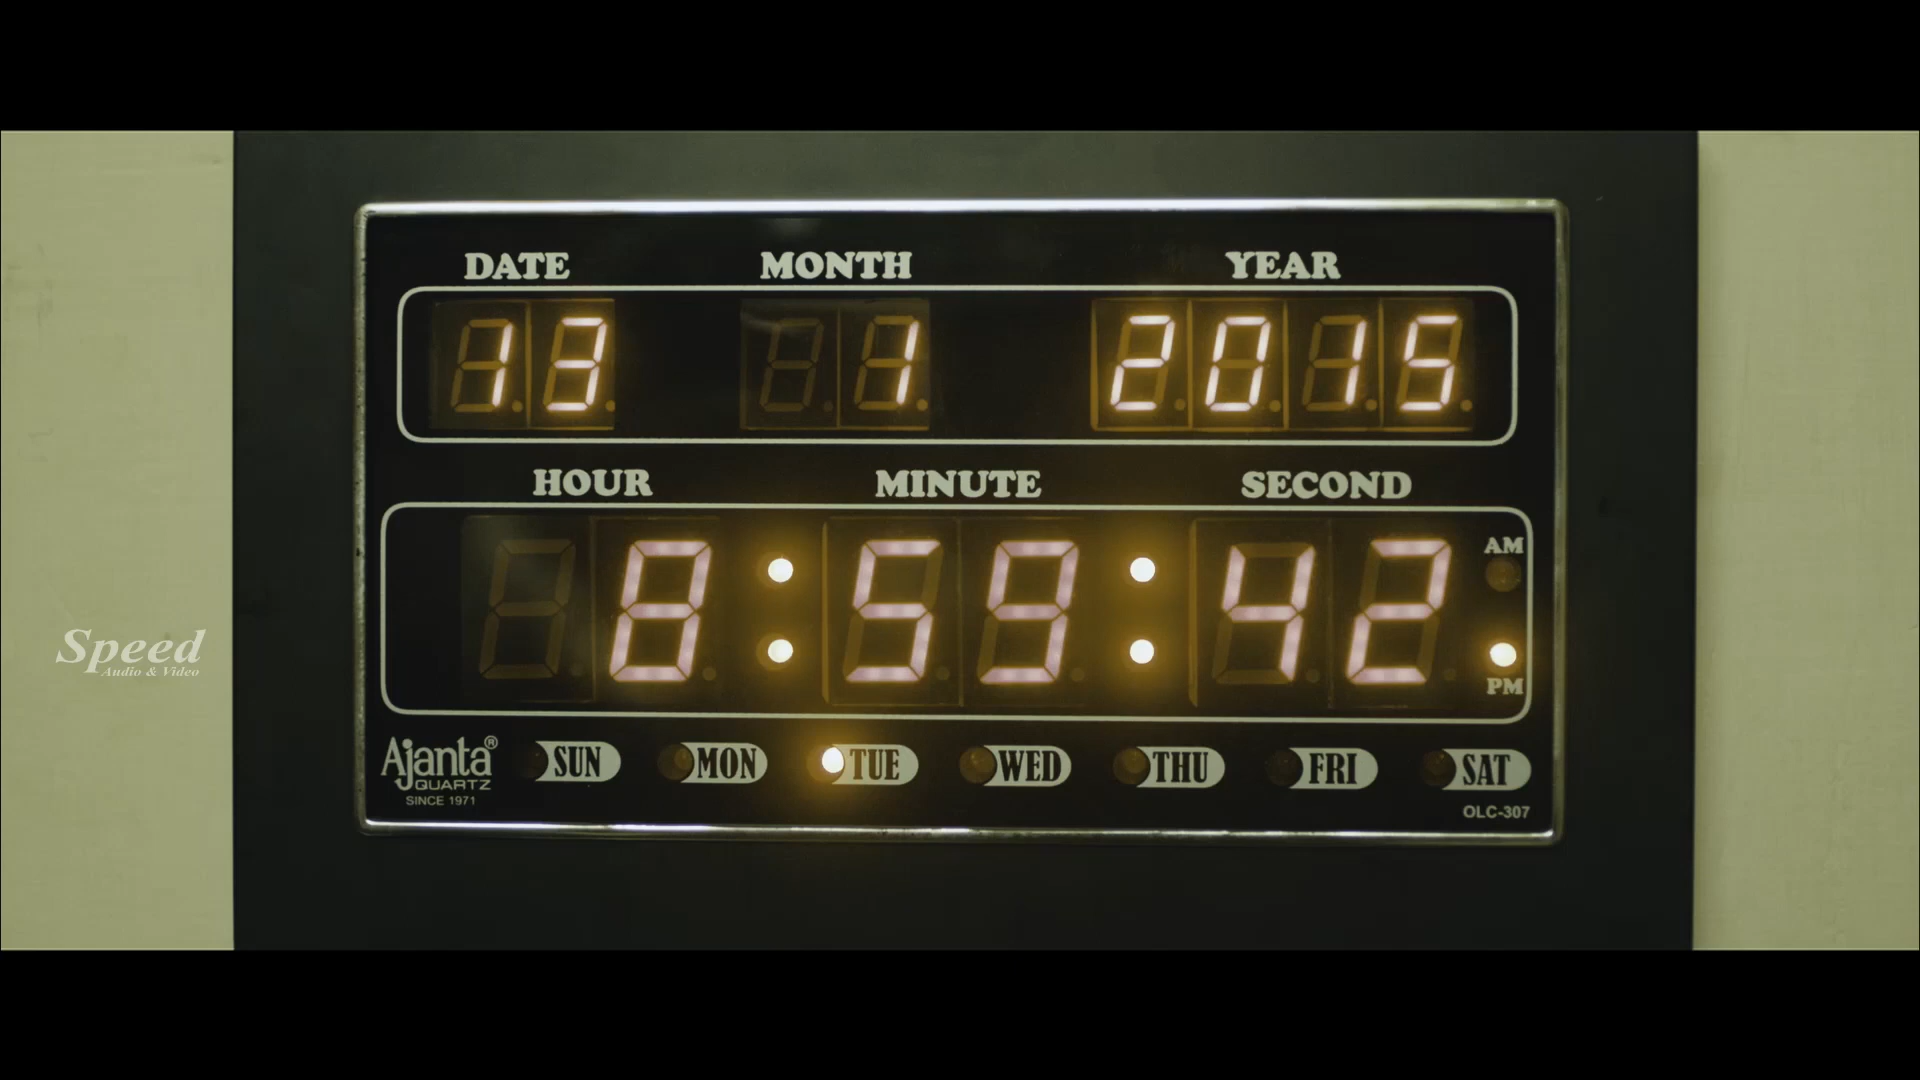 DATE MONTH YEAR
13 1 2015
HOUR MINUTE SECOND
8:59:42
AM
PM
Speed
Audio & Video
Ajanta®
QUARTZ
SINCE 1971
SUN MON TUE WED THU FRI SAT
OLC-307